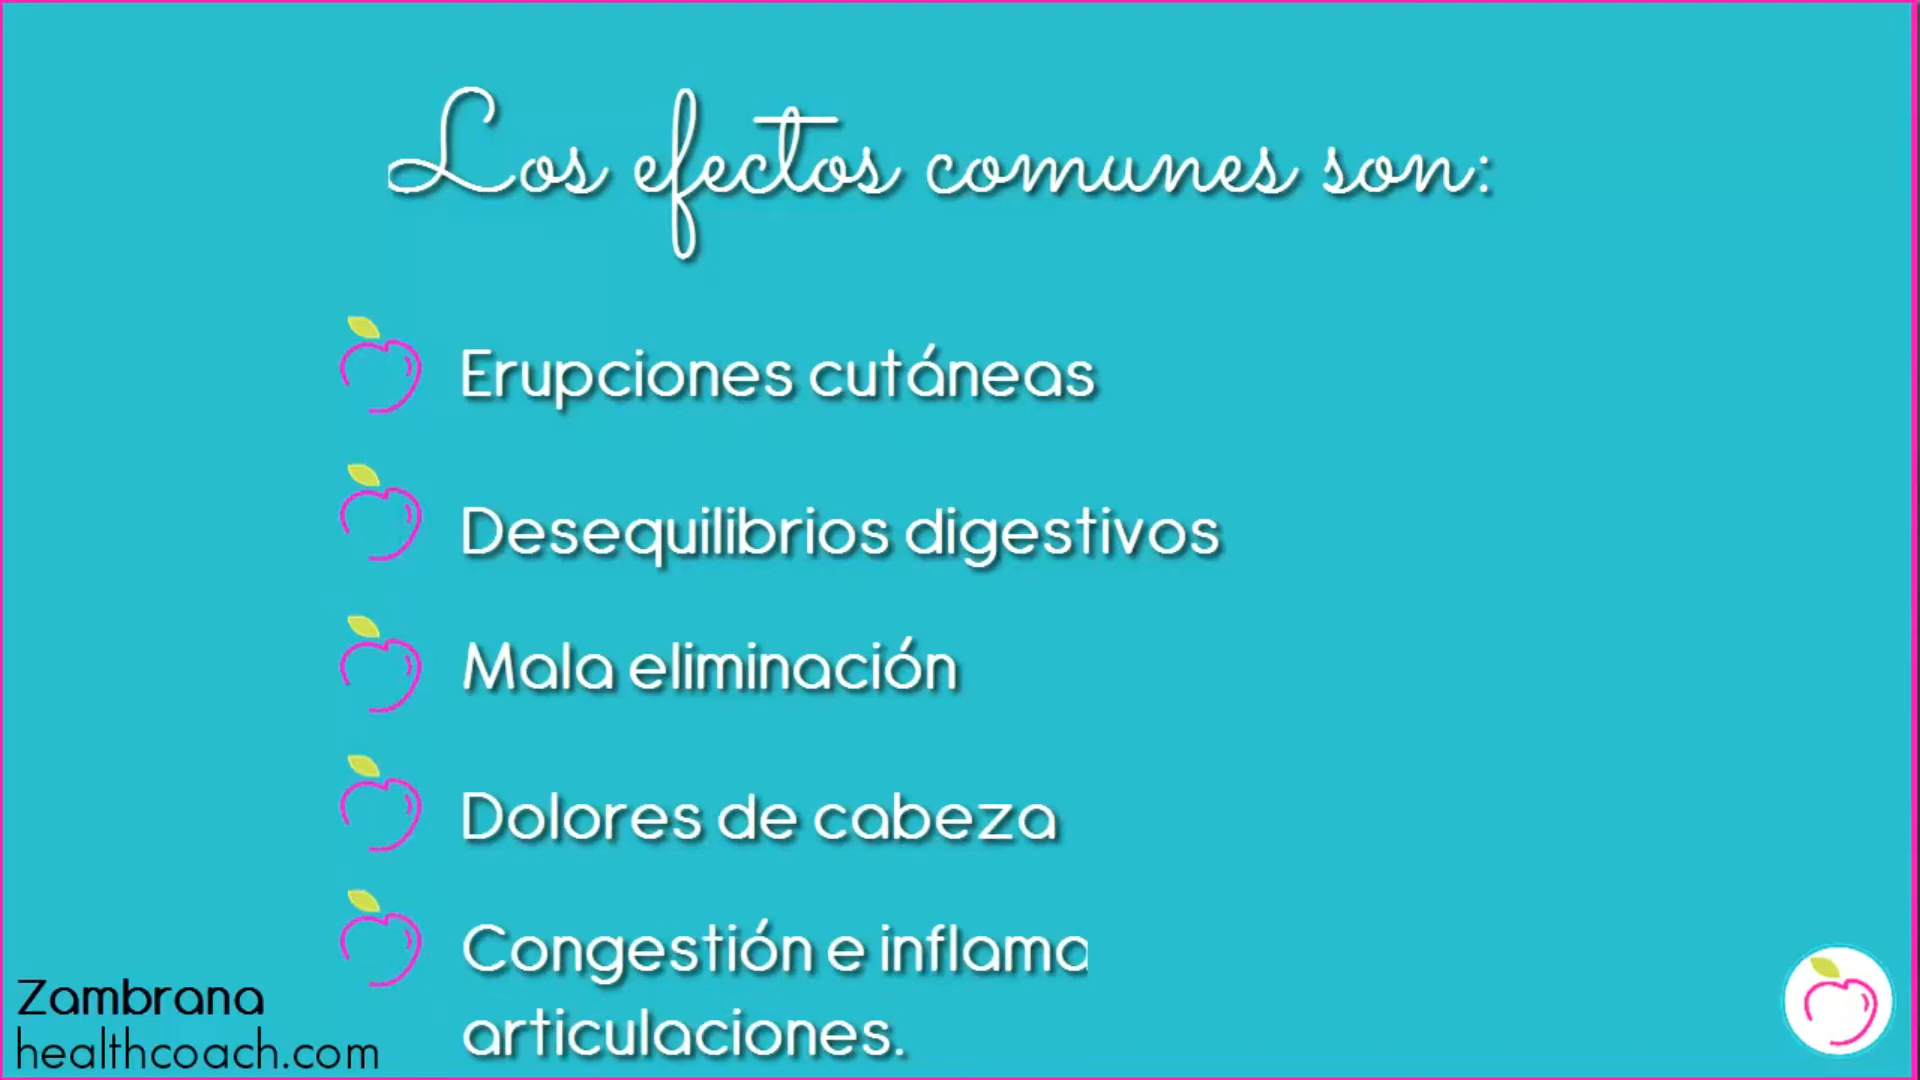 Los efectos comunes son:
Erupciones cutáneas
Desequilibrios digestivos
Mala eliminación
Dolores de cabeza
Congestión e inflama
articulaciones.
Zambrana
healthcoach.com